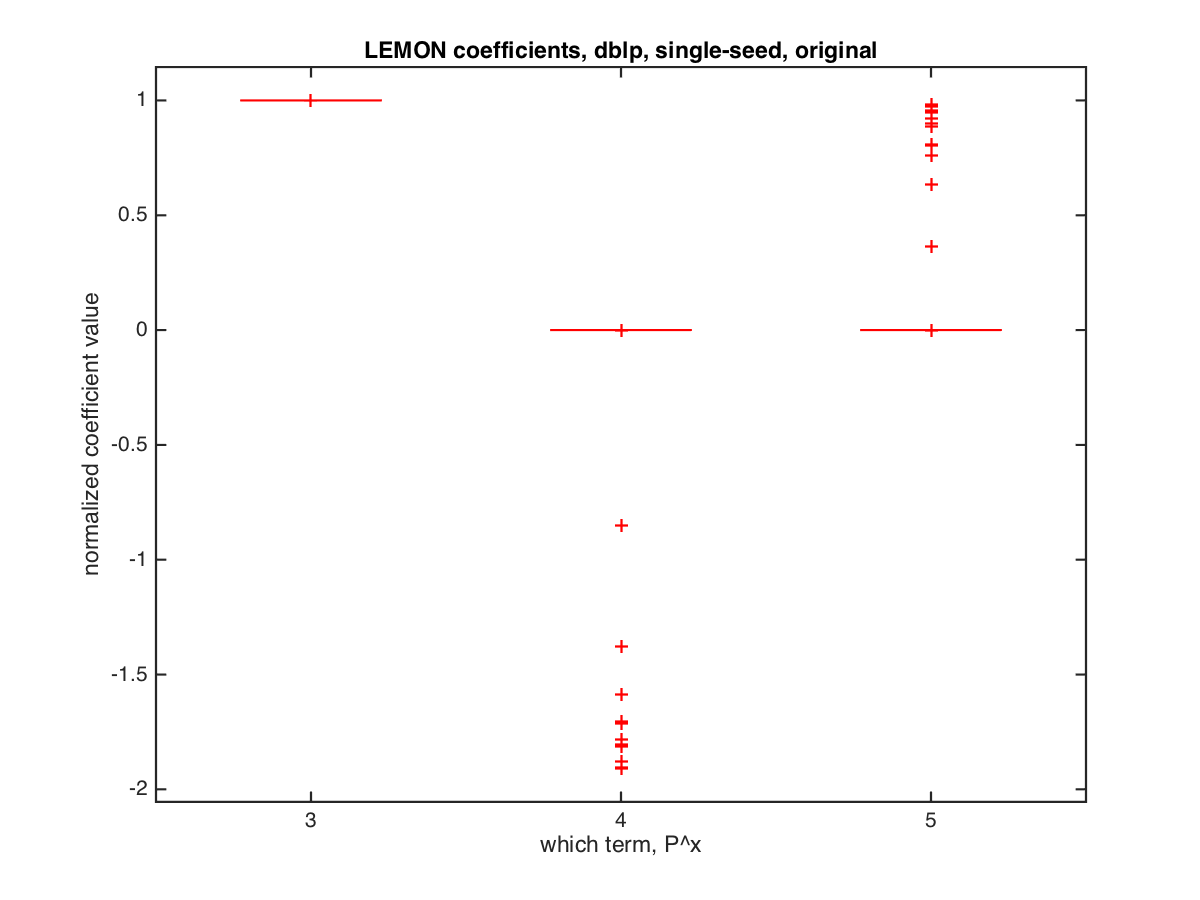 LEMON coefficients, dblp, single-seed, original
normalized coefficient value
1
0.5
0
-0.5
-1
-1.5
-2
3 4 5
which term, P^x